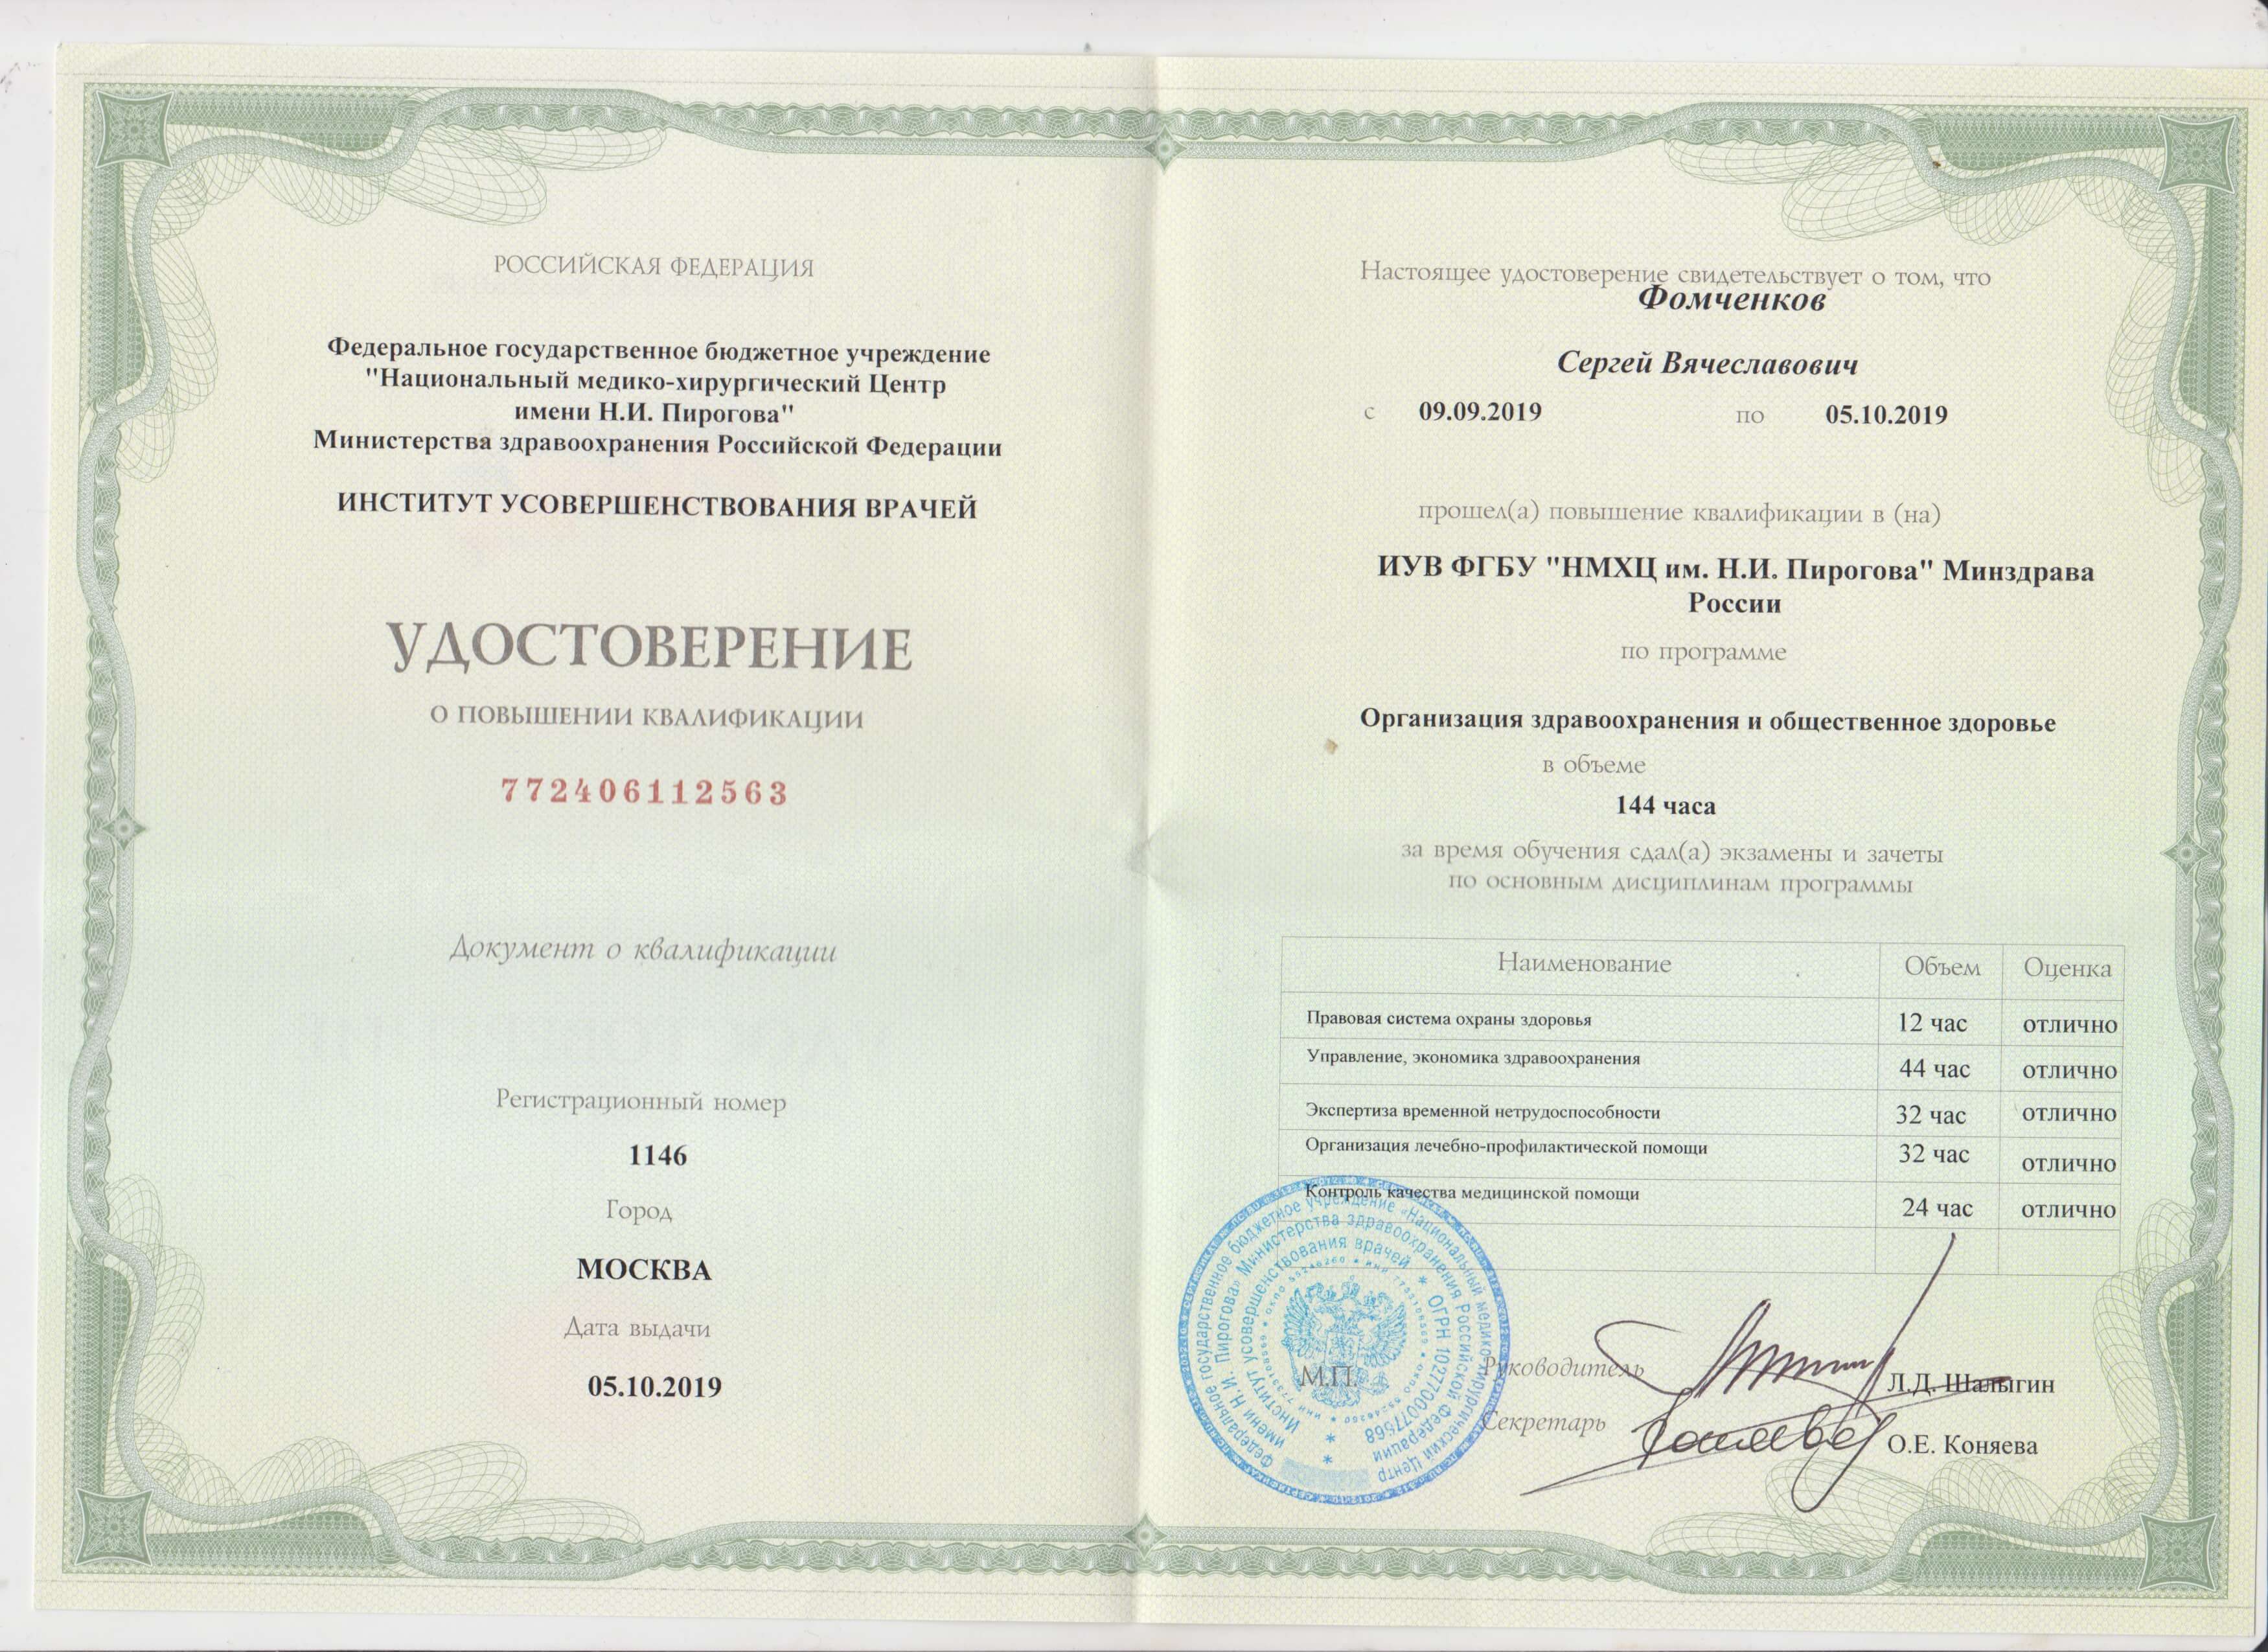 РОССИЙСКАЯ ФЕДЕРАЦИЯ
Федеральное государственное бюджетное учреждение
"Национальный медико-хирургический Центр
имени Н.И. Пирогова"
Министерства здравоохранения Российской Федерации
ИНСТИТУТ УСОВЕРШЕНСТВОВАНИЯ ВРАЧЕЙ
УДОСТОВЕРЕНИЕ
О ПОВЫШЕНИИ КВАЛИФИКАЦИИ
772406112563
Документ о квалификации
Регистрационный номер
1146
Город
МОСКВА
Дата выдачи
05.10.2019
Настоящее удостоверение свидетельствует о том, что
Фомченков
Сергей Вячеславович
с 09.09.2019 по 05.10.2019
прошел(а) повышение квалификации в (на)
ИУВ ФГБУ "НМХЦ им. Н.И. Пирогова" Минздрава
России
по программе
Организация здравоохранения и общественное здоровье
в объеме
144 часа
за время обучения сдал(а) экзамены и зачеты
по основным дисциплинам программы
Наименование Объем Оценка
Правовая система охраны здоровья 12 час отлично
Управление, экономика здравоохранения 44 час отлично
Экспертиза временной нетрудоспособности 32 час отлично
Организация лечебно-профилактической помощи 32 час отлично
Контроль качества медицинской помощи 24 час отлично
Федеральное государственное бюджетное учреждение «Национальный медико-хирургический Центр
имени Н.И. Пирогова» Министерства здравоохранения Российской Федерации
Институт усовершенствования врачей * ОГРН 1027700077568
М.П.
Руководитель Л.Д. Шалыгин
Секретарь О.Е. Коняева